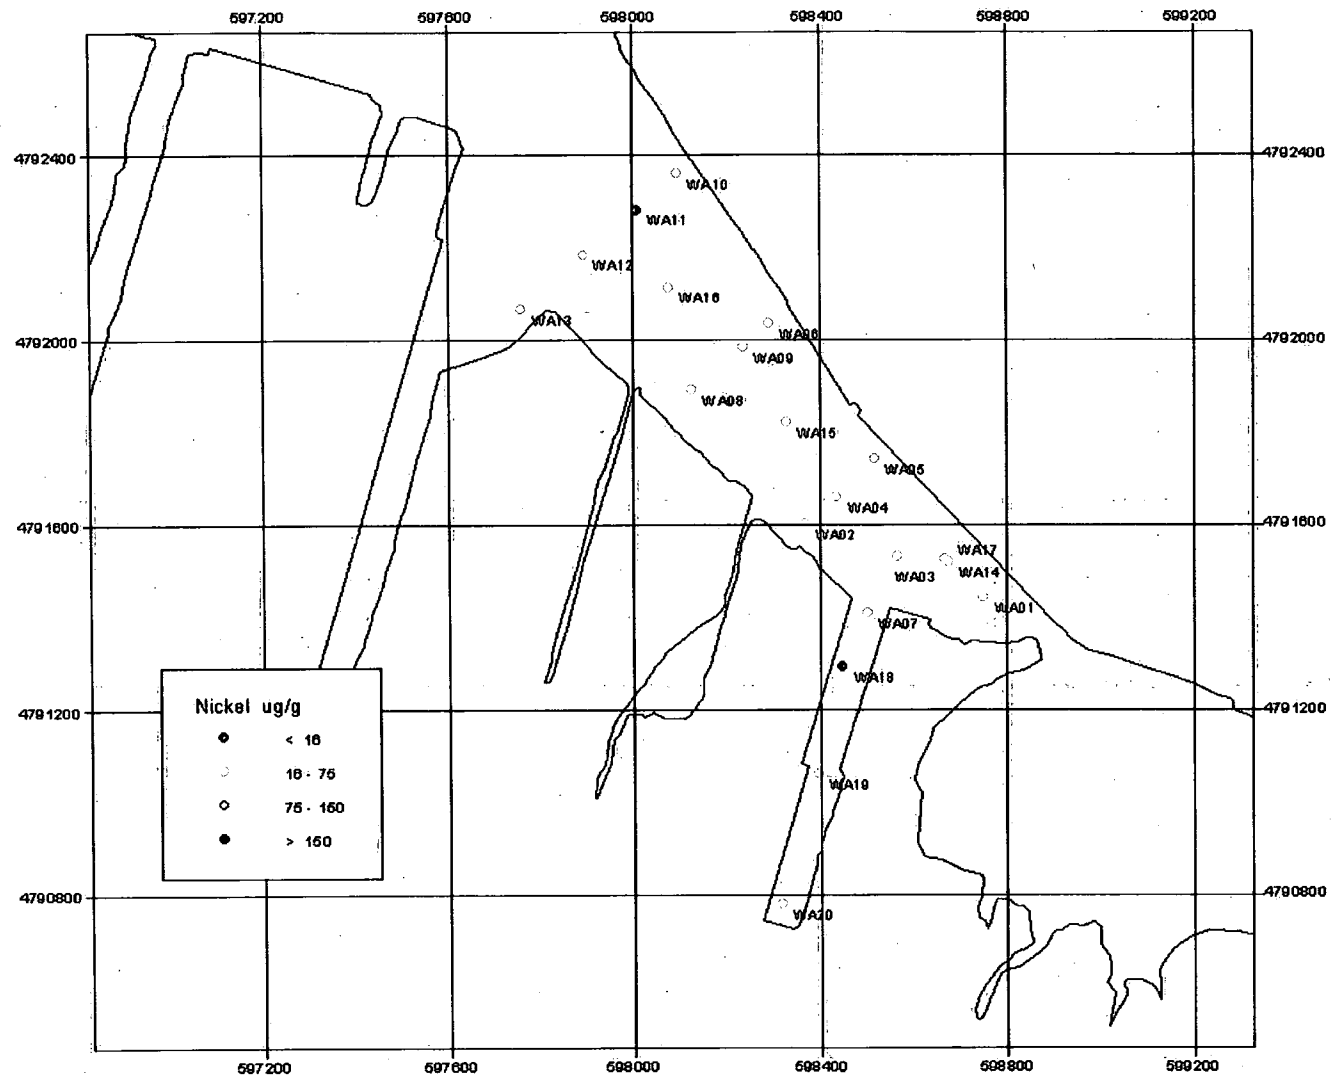 597200 597600 598000 598400 598800 599200
4792400 4792400
WA10
WA11
WA12
WA16
WA13
WA06
4792000 4792000
WA09
WA08
WA15
WA05
WA04
4791600 4791600
WA02
WA17
WA03 WA14
WA01
WA07
WA18
4791200 4791200
Nickel ug/g
< 16
16 - 75
75 - 150
> 150
WA19
4790800 4790800
WA20
597200 597600 598000 598400 598800 599200